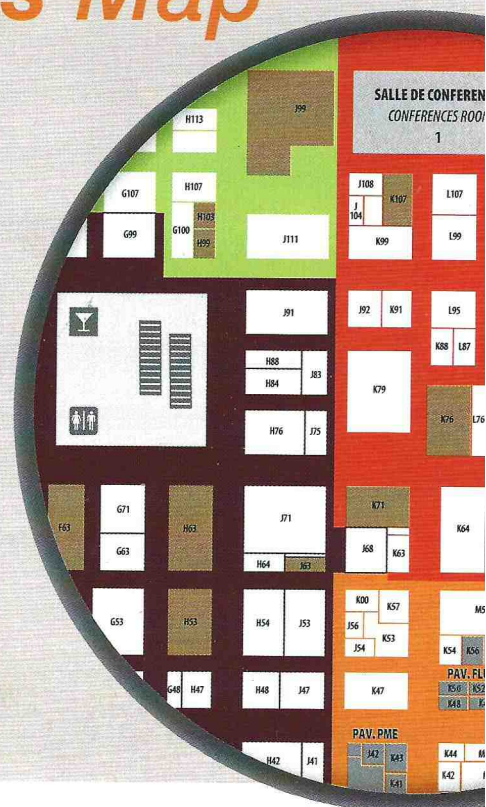 s Map
SALLE DE CONFEREN
CONFERENCES ROOM
1
J99
H113
G107
H107
H103
G99
G100
H99
J111
J108
K107
L107
J
104
K99
L99
J91
J92
K91
L95
K88
L87
H88
H84
J83
K79
H76
J75
K76
L76
F63
G71
H63
J71
K71
G63
H64
J63
J68
K63
K64
G53
H53
H54
J53
K00
K57
J56
K53
J54
K54
K56
PAV. FLU
K50
K52
K48
G48
H47
H48
J47
K47
PAV. PME
J42
K43
K41
H42
J41
K44
K42